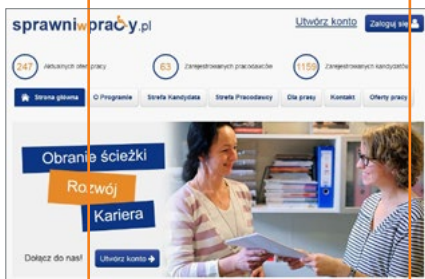 sprawniwpracy.pl
Utwórz konto
Zaloguj się
247 Aktualnych ofert pracy
63 Zarejestrowanych pracodawców
1159 Zarejestrowanych kandydatów
Strona główna O Programie Strefa Kandydata Strefa Pracodawcy Dla prasy Kontakt Oferty pracy
Obranie ścieżki
Rozwój
Kariera
Dołącz do nas! Utwórz konto